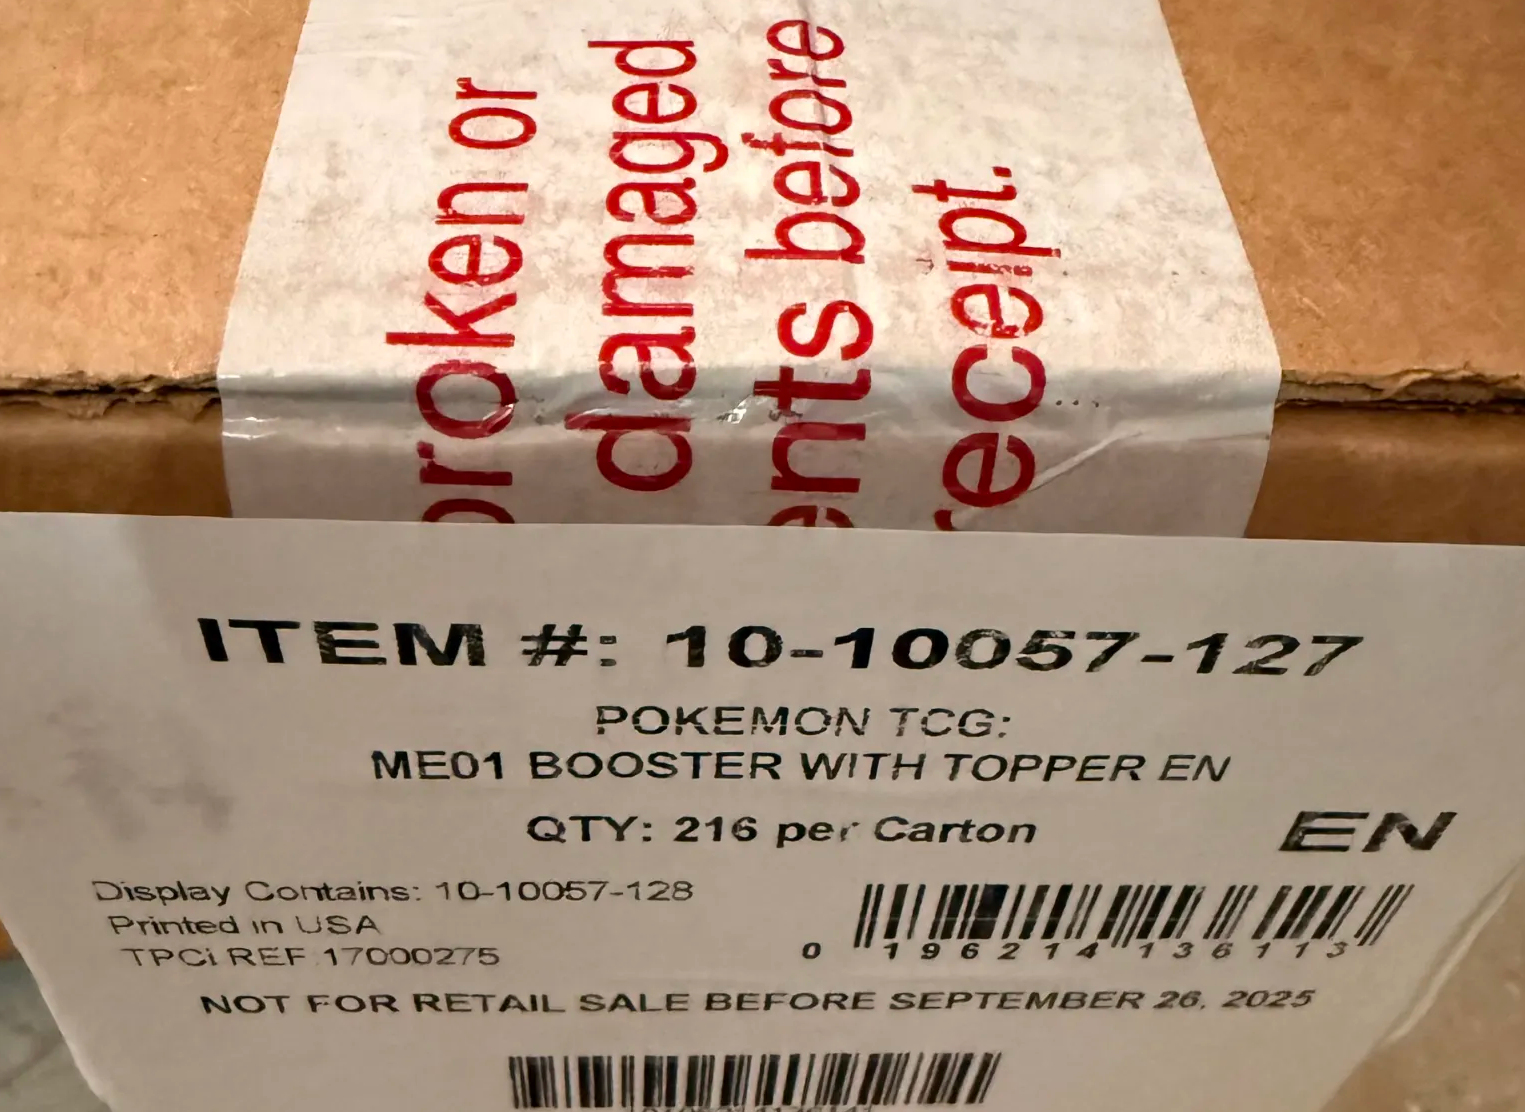 broken or
damaged
ents before
receipt.
ITEM #: 10-10057-127
POKEMON TCG:
ME01 BOOSTER WITH TOPPER EN
QTY: 216 per Carton
EN
Display Contains: 10-10057-128
Printed in USA
TPCi REF 17000275
0 196214 136113
NOT FOR RETAIL SALE BEFORE SEPTEMBER 26, 2025